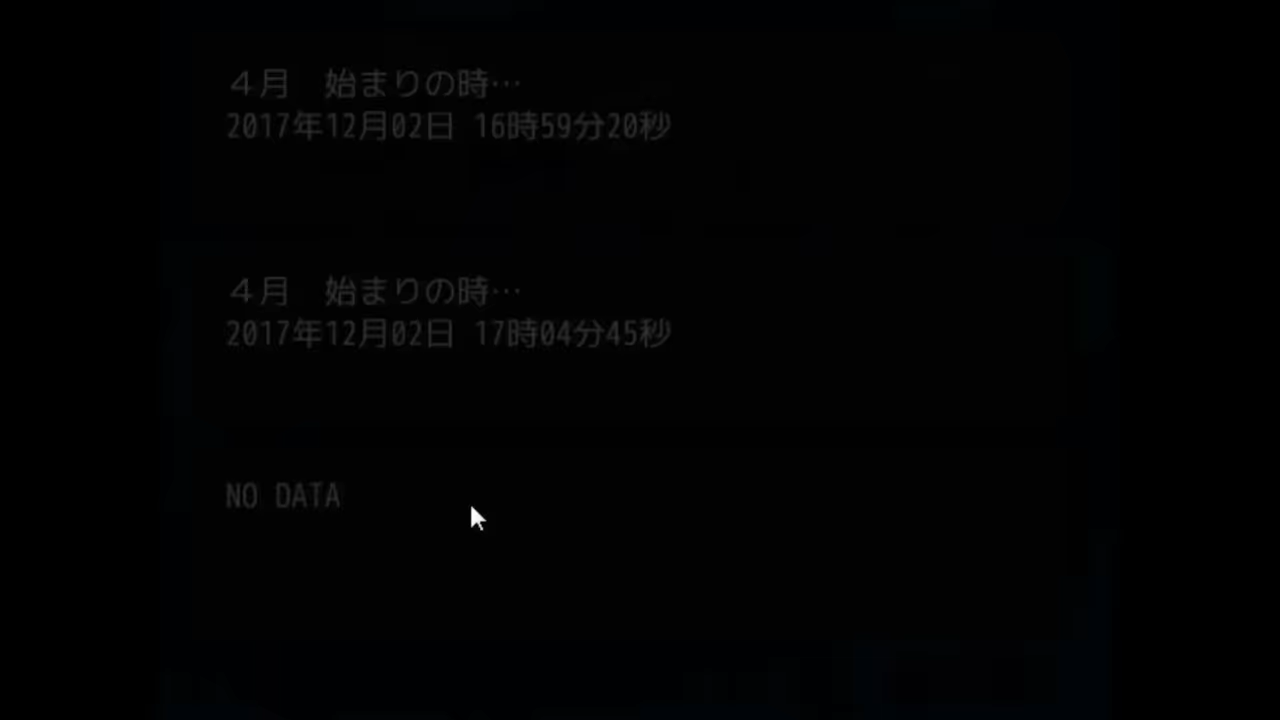 ４月　始まりの時…
2017年12月02日 16時59分20秒
４月　始まりの時…
2017年12月02日 17時04分45秒
NO DATA